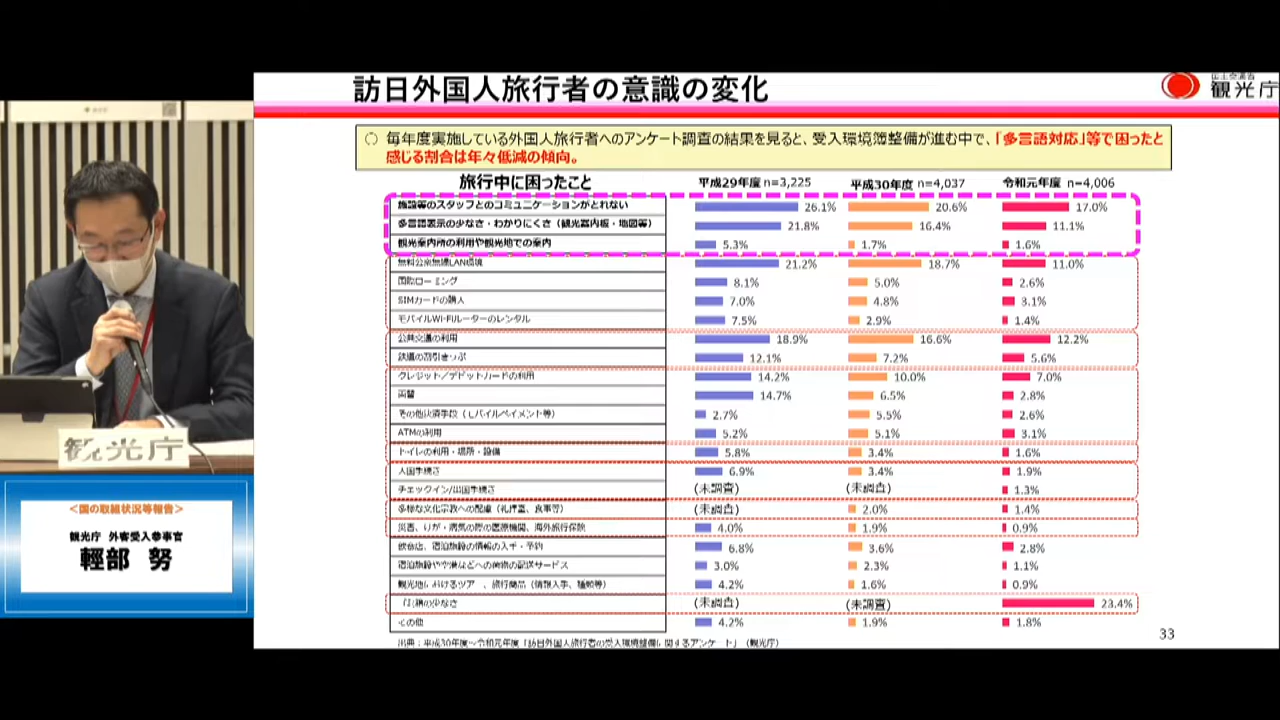 訪日外国人旅行者の意識の変化
国土交通省
観光庁
毎年度実施している外国人旅行者へのアンケート調査の結果を見ると、受入環境簿整備が進む中で、「多言語対応」等で困ったと
感じる割合は年々低減の傾向。
旅行中に困ったこと 平成29年度 n=3,225 平成30年度 n=4,037 令和元年度 n=4,006
施設等のスタッフとのコミュニケーションがとれない 26.1% 20.6% 17.0%
多言語表示の少なさ・わかりにくさ（観光案内板・地図等） 21.8% 16.4% 11.1%
観光案内所の利用や観光地での案内 5.3% 1.7% 1.6%
無料公衆無線LAN環境 21.2% 18.7% 11.0%
国際ローミング 8.1% 5.0% 2.6%
SIMカードの購入 7.0% 4.8% 3.1%
モバイルWi-Fiルーターのレンタル 7.5% 2.9% 1.4%
公共交通の利用 18.9% 16.6% 12.2%
鉄道の割引きっぷ 12.1% 7.2% 5.6%
クレジット／デビットカードの利用 14.2% 10.0% 7.0%
両替 14.7% 6.5% 2.8%
その他決済手段（モバイルペイメント等） 2.7% 5.5% 2.6%
ATMの利用 5.2% 5.1% 3.1%
トイレの利用・場所・設備 5.8% 3.4% 1.6%
入国手続き 6.9% 3.4% 1.9%
チェックイン/出国手続き (未調査) (未調査) 1.3%
多様な文化宗教への配慮（礼拝室、食事等） (未調査) 2.0% 1.4%
災害、けが・病気の際の医療機関、海外旅行保険 4.0% 1.9% 0.9%
飲食店、宿泊施設の情報の入手・予約 6.8% 3.6% 2.8%
宿泊施設や空港などへの荷物の配送サービス 3.0% 2.3% 1.1%
観光地におけるツアー、旅行商品（情報入手、種類等） 4.2% 1.6% 0.9%
ゴミ箱の少なさ (未調査) (未調査) 23.4%
その他 4.2% 1.9% 1.8%
出典：平成30年度～令和元年度「訪日外国人旅行者の受入環境整備に関するアンケート」（観光庁）
33
観光庁
＜国の取組状況等報告＞
観光庁 外客受入参事官
輕部 努